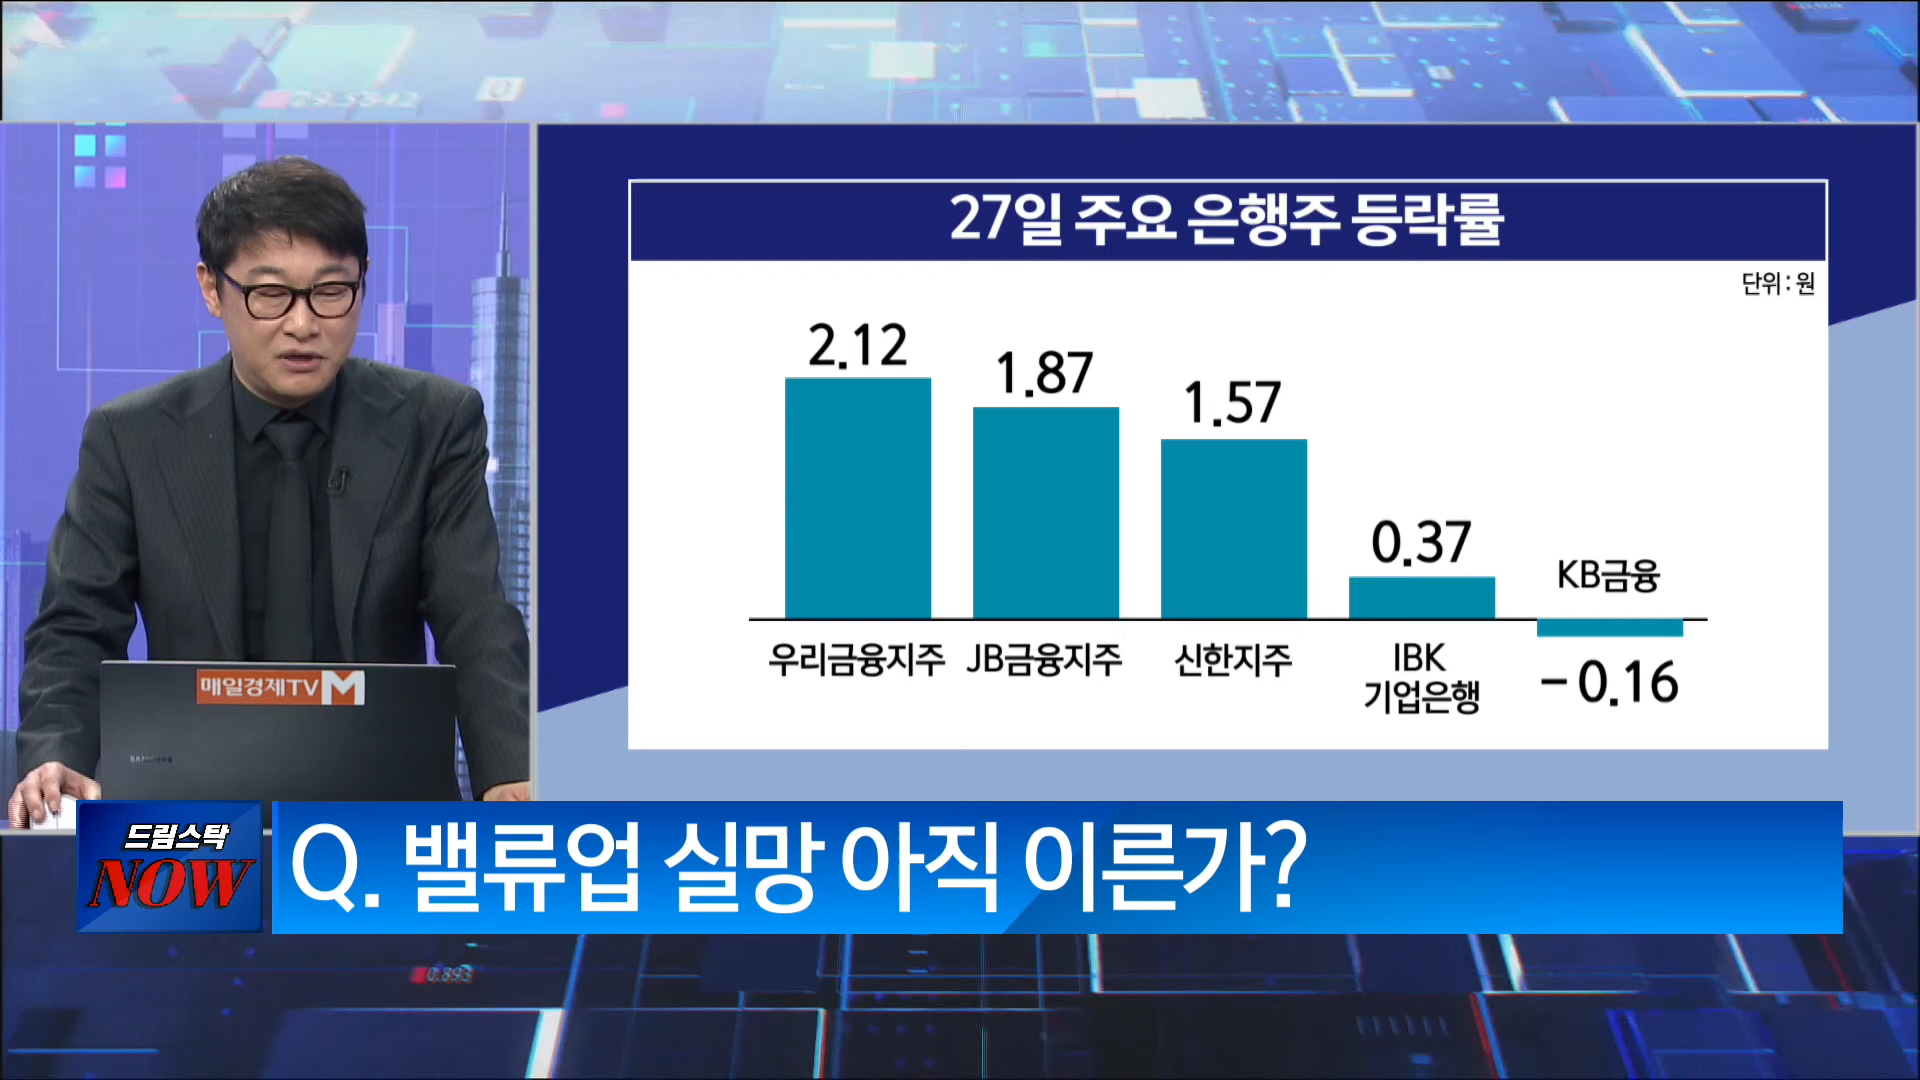 27일 주요 은행주 등락률
단위 : 원
2.12
1.87
1.57
0.37
KB금융
우리금융지주
JB금융지주
신한지주
IBK
기업은행
-0.16
매일경제TV M
SAMSUNG
드림스탁
NOW
Q. 밸류업 실망 아직 이른가?
0.893